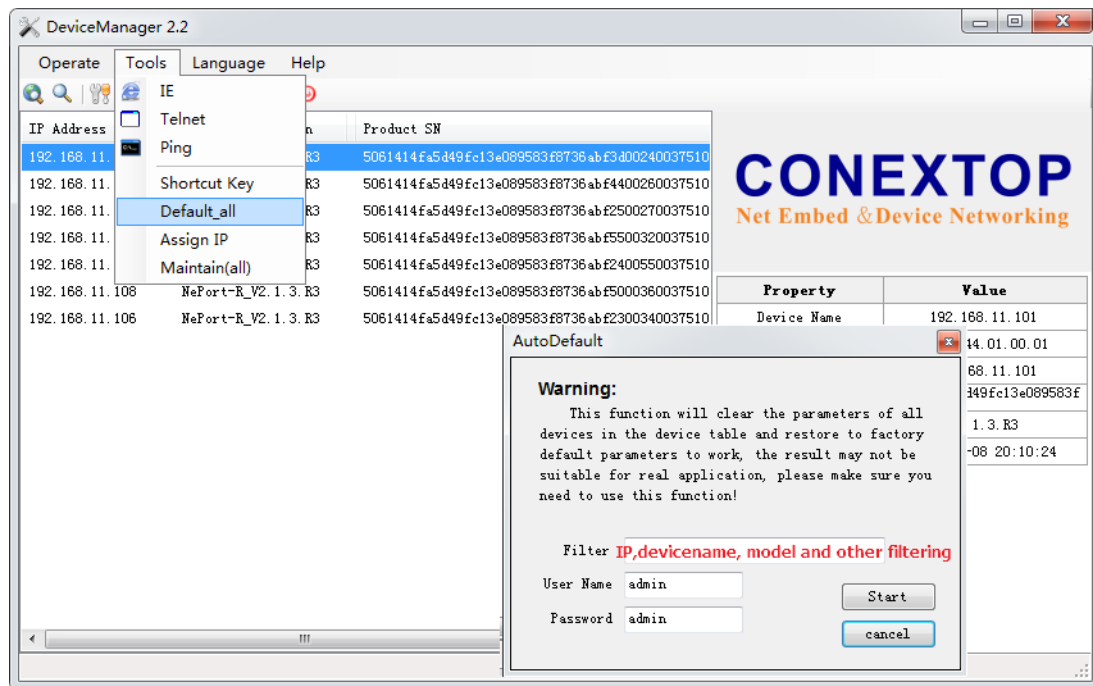 DeviceManager 2.2
Operate Tools Language Help
IE
Telnet
Ping
Shortcut Key
Default_all
Assign IP
Maintain(all)
IP Address n Product SN
192.168.11. R3 5061414fa5d49fc13e089583f8736abf3d00240037510
192.168.11. R3 5061414fa5d49fc13e089583f8736abf4400260037510
192.168.11. R3 5061414fa5d49fc13e089583f8736abf2500270037510
192.168.11. R3 5061414fa5d49fc13e089583f8736abf5500320037510
192.168.11. R3 5061414fa5d49fc13e089583f8736abf2400550037510
192.168.11.108 NePort-R_V2.1.3.R3 5061414fa5d49fc13e089583f8736abf5000360037510
192.168.11.106 NePort-R_V2.1.3.R3 5061414fa5d49fc13e089583f8736abf2300340037510
CONEXTOP
Net Embed &Device Networking
Property Value
Device Name 192.168.11.101
44.01.00.01
68.11.101
d49fc13e089583f
1.3.R3
-08 20:10:24
AutoDefault
Warning:
This function will clear the parameters of all
devices in the device table and restore to factory
default parameters to work, the result may not be
suitable for real application, please make sure you
need to use this function!
Filter IP,devicename, model and other filtering
User Name admin
Password admin
Start
cancel